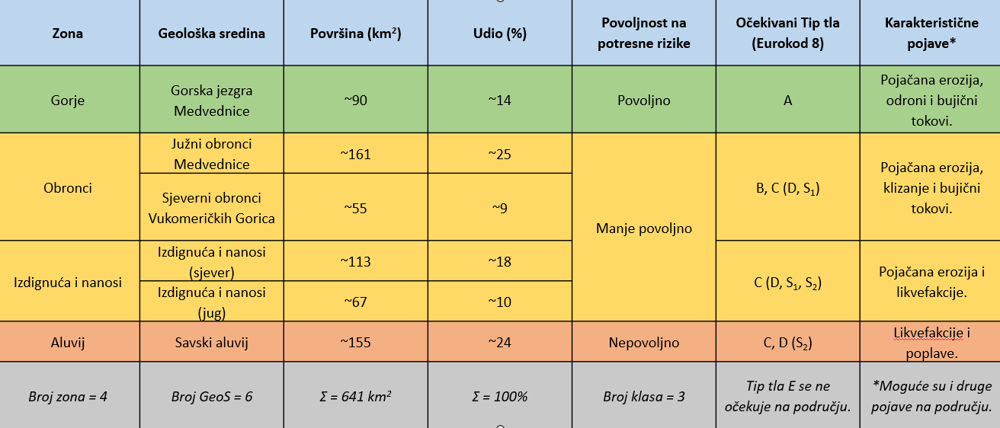 Zona
Geološka sredina
Površina (km²)
Udio (%)
Povoljnost na
potresne rizike
Očekivani Tip tla
(Eurokod 8)
Karakteristične
pojave*
Gorje
Gorska jezgra
Medvednice
~90
~14
Povoljno
A
Pojačana erozija,
odroni i bujični
tokovi.
Obronci
Južni obronci
Medvednice
~161
~25
Manje povoljno
B, C (D, S₁)
Pojačana erozija,
klizanje i bujični
tokovi.
Sjeverni obronci
Vukomeričkih Gorica
~55
~9
Izdignuća i nanosi
Izdignuća i nanosi
(sjever)
~113
~18
C (D, S₁, S₂)
Pojačana erozija i
likvefakcije.
Izdignuća i nanosi
(jug)
~67
~10
Aluvij
Savski aluvij
~155
~24
Nepovoljno
C, D (S₂)
Likvefakcije i
poplave.
Broj zona = 4
Broj GeoS = 6
Σ = 641 km²
Σ = 100%
Broj klasa = 3
Tip tla E se ne
očekuje na području.
*Moguće su i druge
pojave na području.